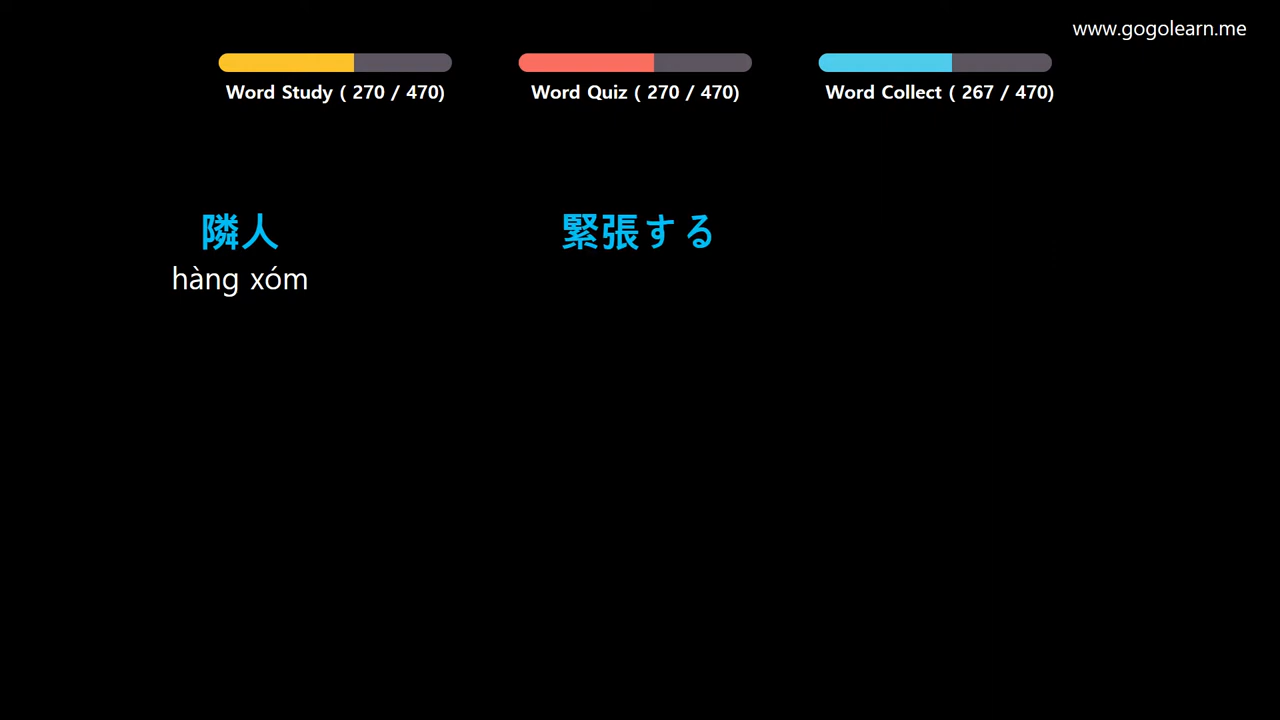 www.gogolearn.me
Word Study ( 270 / 470)
Word Quiz ( 270 / 470)
Word Collect ( 267 / 470)
隣人
hàng xóm
緊張する